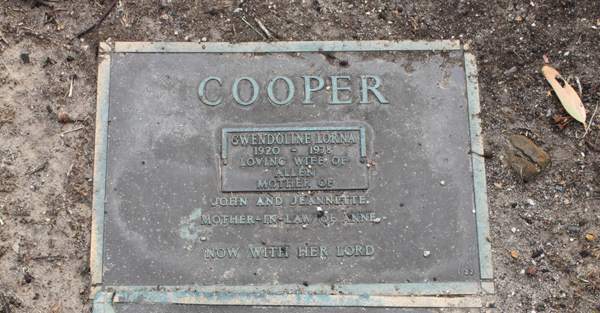 COOPER
GWENDOLINE LORNA
1920 - 1978
LOVING WIFE OF
ALLEN
MOTHER OF
JOHN AND JEANNETTE.
MOTHER-IN-LAW OF ANNE
NOW WITH HER LORD